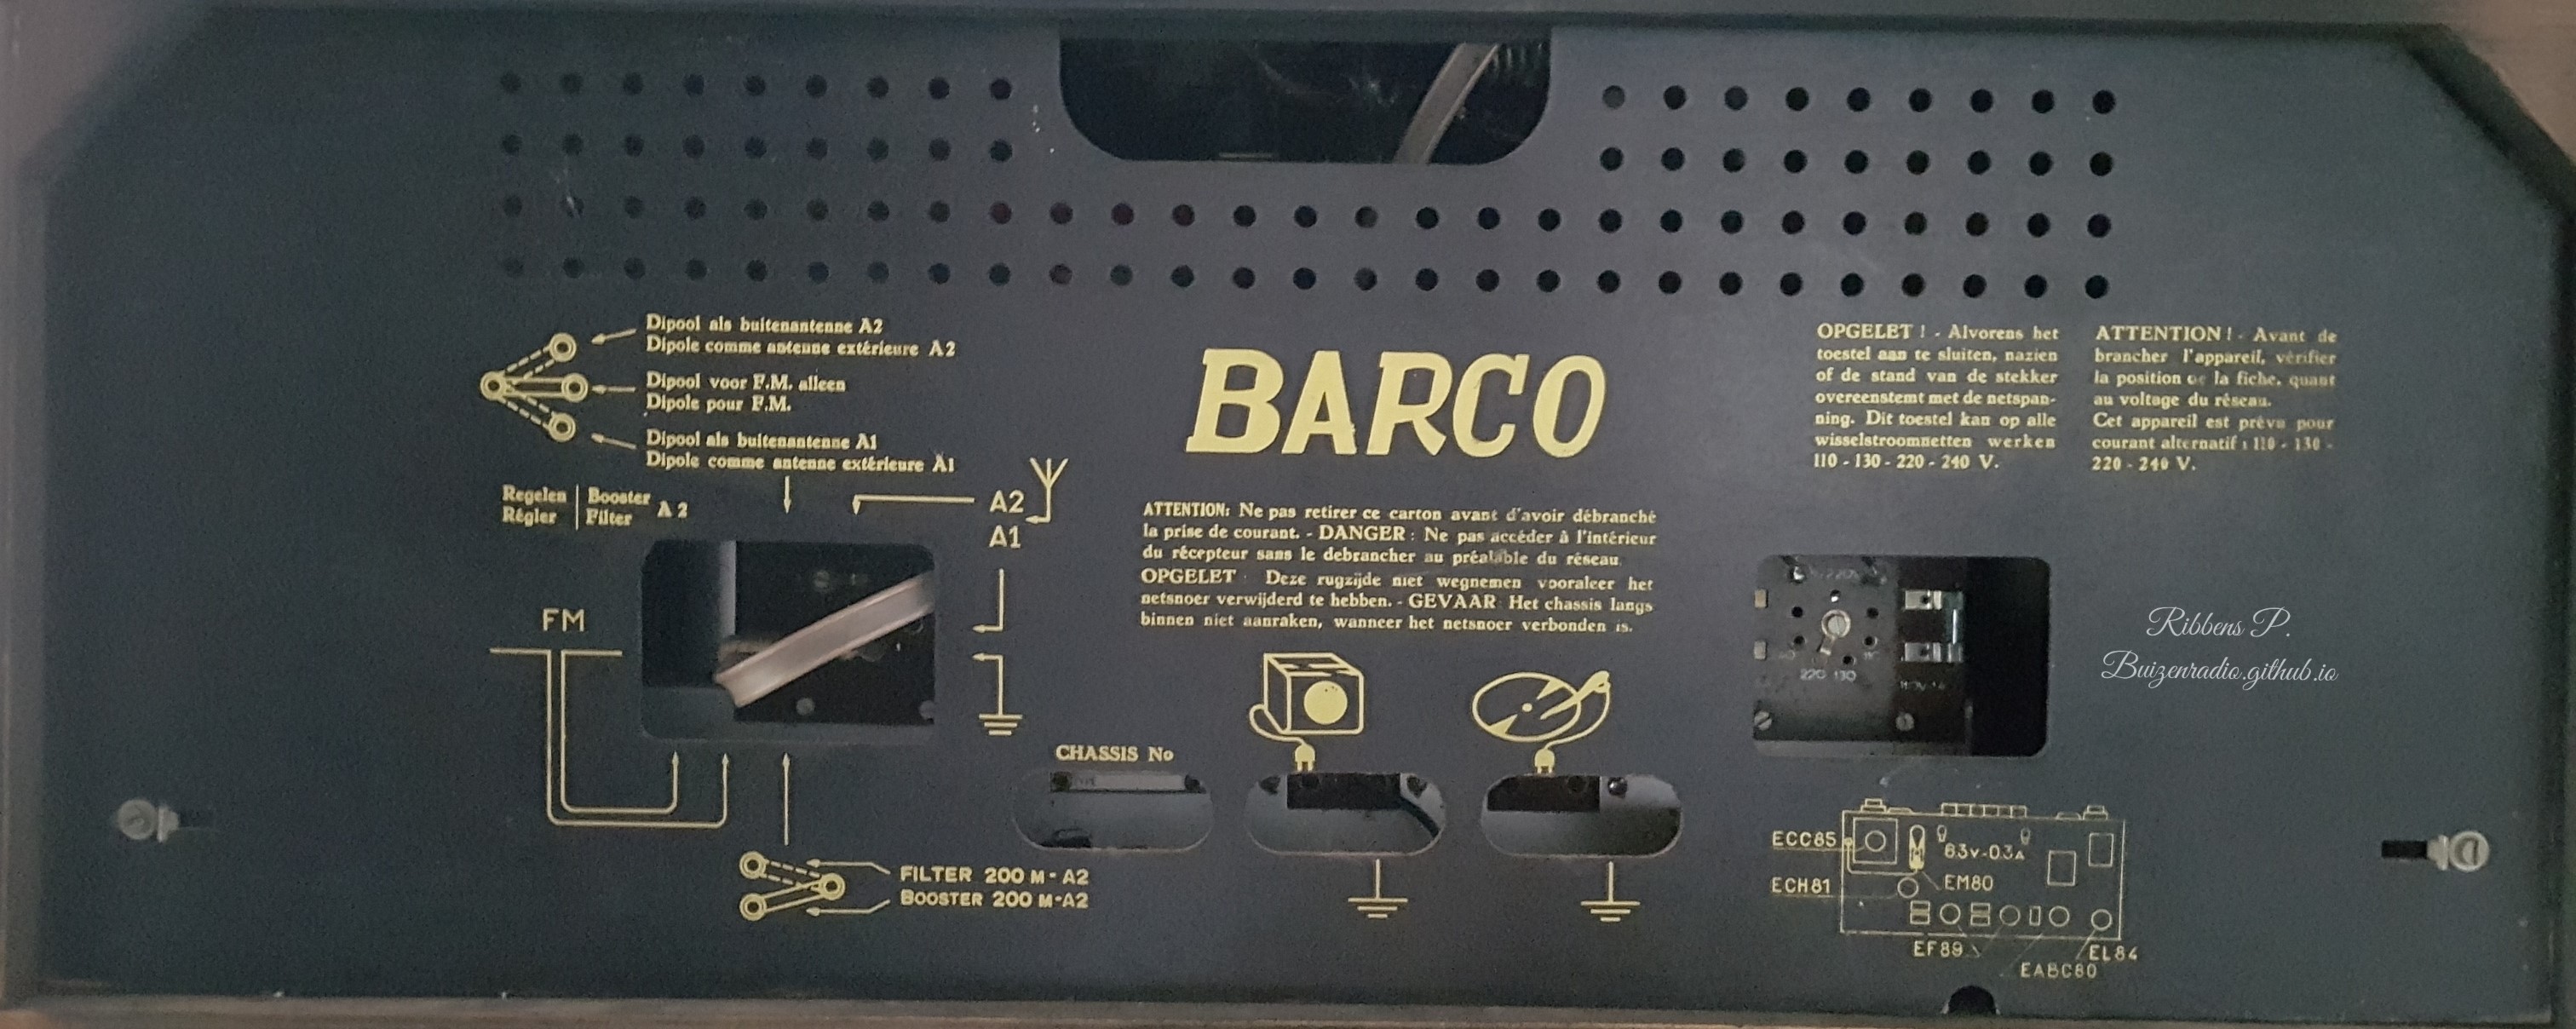 Dipool als buitenantenne A2
Dipole comme antenne extérieure A2
Dipool voor F.M. alleen
Dipole pour F.M.
Dipool als buitenantenne A1
Dipole comme antenne extérieure A1
Regelen | Booster A2
Régler | Filter
A2
A1
FM
FILTER 200 M - A2
BOOSTER 200 M - A2
BARCO
ATTENTION: Ne pas retirer ce carton avant d'avoir débranché
la prise de courant. - DANGER : Ne pas accéder à l'intérieur
du récepteur sans le debrancher au préalable du réseau.
OPGELET : Deze rugzijde niet wegnemen vooraleer het
netsnoer verwijderd te hebben. - GEVAAR : Het chassis langs
binnen niet aanraken, wanneer het netsnoer verbonden is.
CHASSIS No
OPGELET ! - Alvorens het
toestel aan te sluiten, nazien
of de stand van de stekker
overeenstemt met de netspan-
ning. Dit toestel kan op alle
wisselstroomnetten werken
110 - 130 - 220 - 240 V.
ATTENTION ! - Avant de
brancher l'appareil, vérifier
la position de la fiche, quant
au voltage du réseau.
Cet appareil est prévu pour
courant alternatif : 110 - 130 -
220 - 240 V.
220 130
Ribbens P.
Buizenradio.github.io
ECC85
6.3V-0.3A
ECH81
EM80
EF89
EL84
EABC80